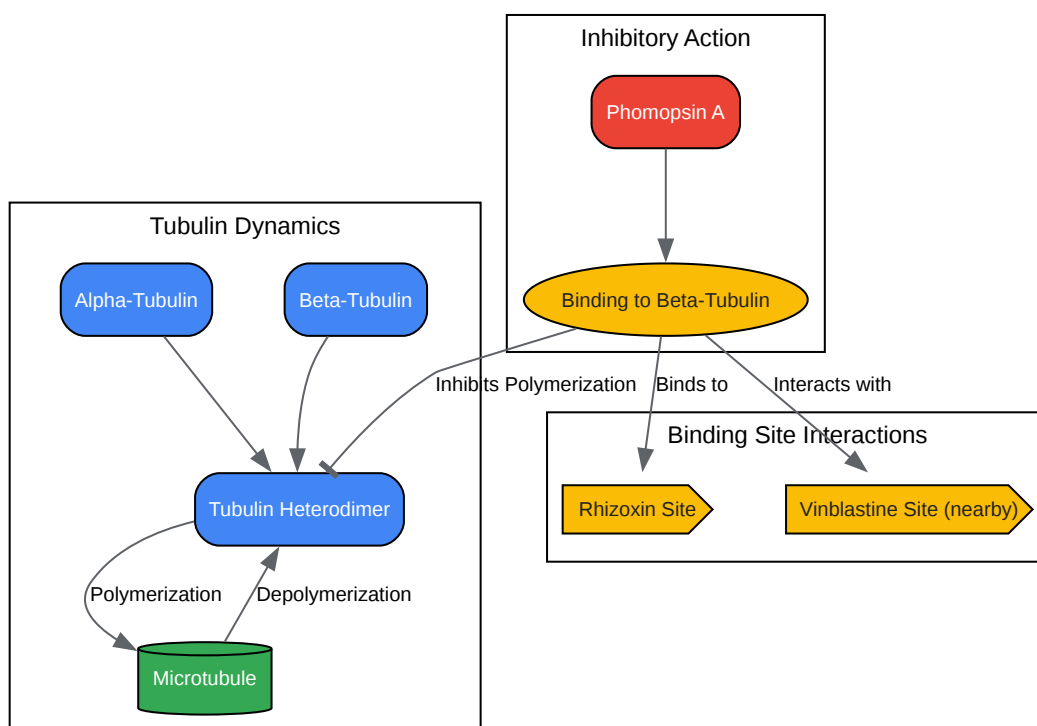 Inhibitory Action
Phomopsin A
Tubulin Dynamics
Alpha-Tubulin
Beta-Tubulin
Binding to Beta-Tubulin
Inhibits Polymerization
Binds to
Interacts with
Binding Site Interactions
Tubulin Heterodimer
Rhizoxin Site
Vinblastine Site (nearby)
Polymerization
Depolymerization
Microtubule